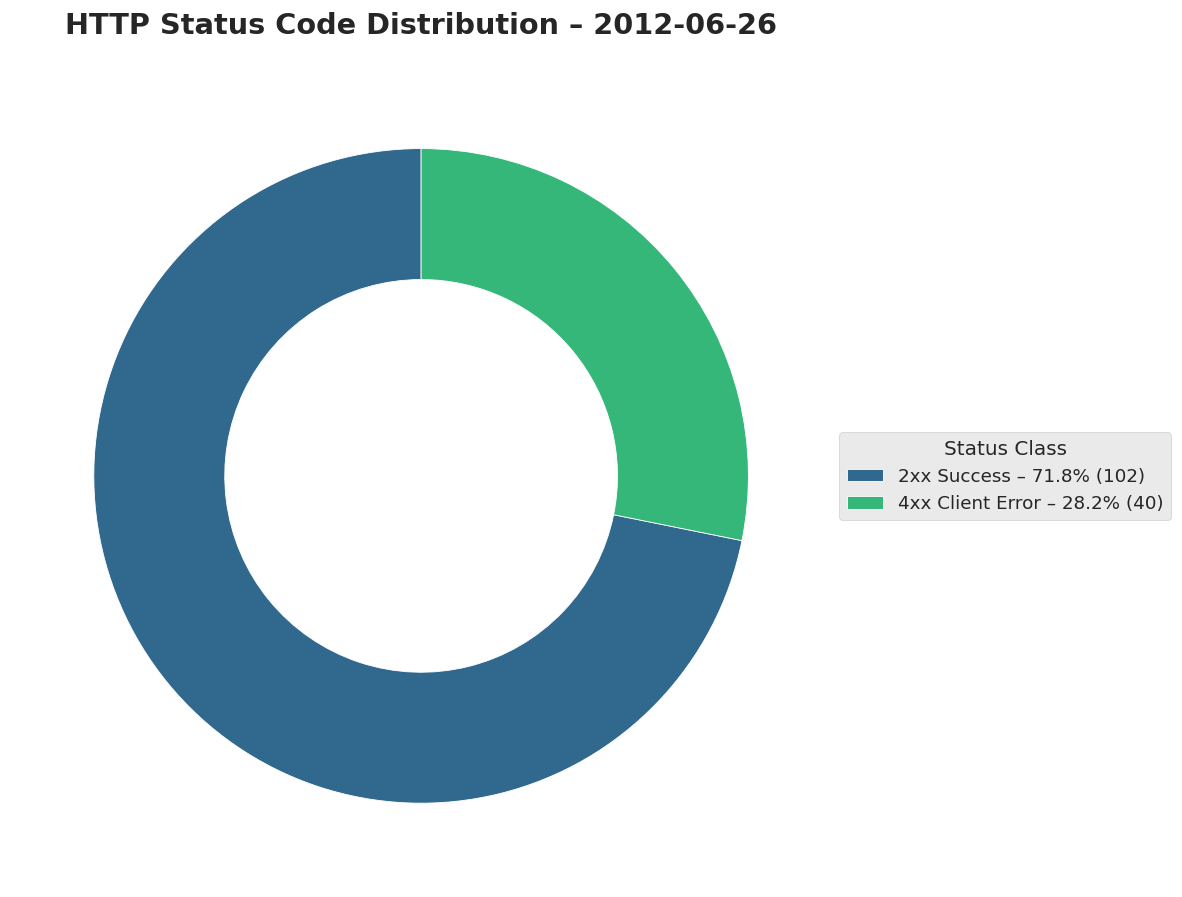 HTTP Status Code Distribution – 2012-06-26
Status Class
2xx Success – 71.8% (102)
4xx Client Error – 28.2% (40)